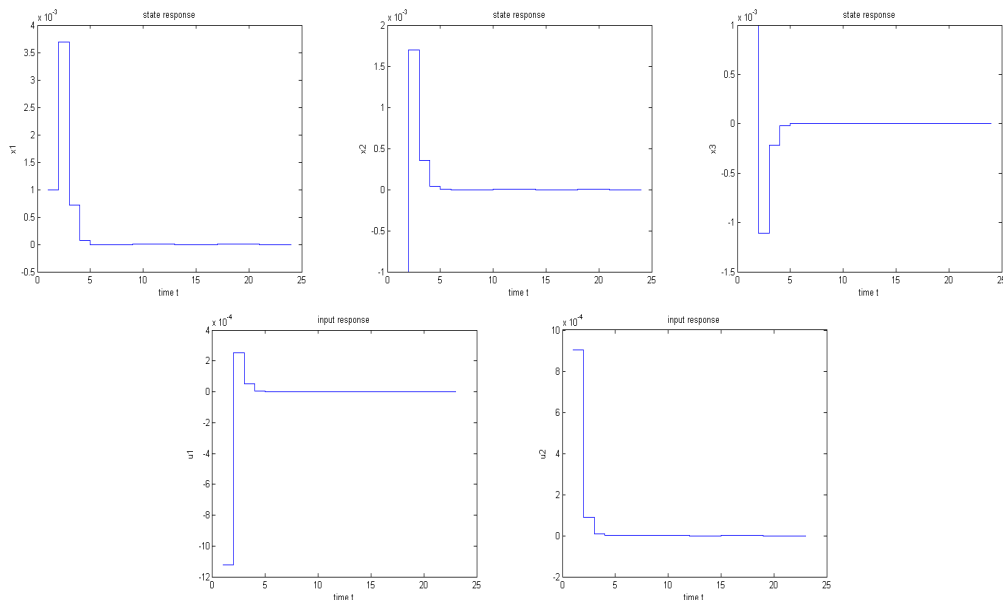 x 10⁻³ state response
4
3.5
3
2.5
2
1.5
1
0.5
0
-0.5
x1
0 5 10 15 20 25
time t
x 10⁻³ state response
2
1.5
1
0.5
0
-0.5
-1
x2
0 5 10 15 20 25
time t
x 10⁻³ state response
1
0.5
0
-0.5
-1
-1.5
x3
0 5 10 15 20 25
time t
x 10⁻⁴ input response
4
2
0
-2
-4
-6
-8
-10
-12
u1
0 5 10 15 20 25
time t
x 10⁻⁴ input response
10
8
6
4
2
0
-2
u2
0 5 10 15 20 25
time t